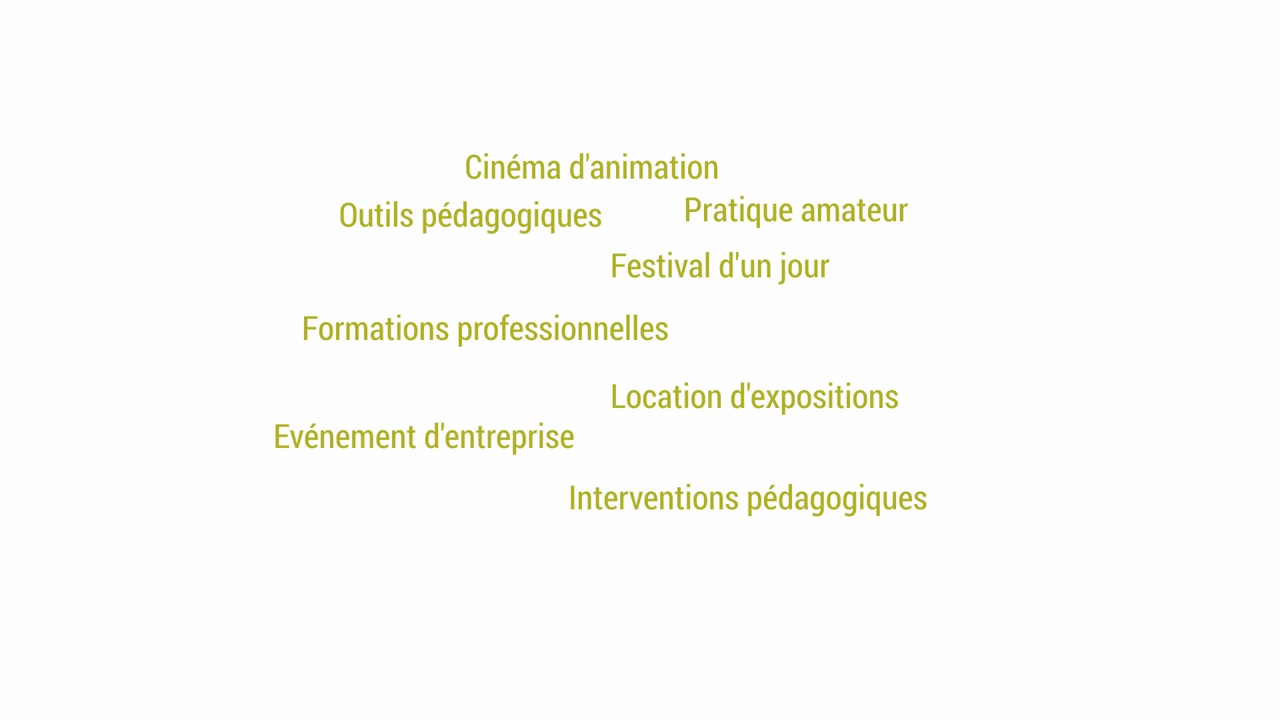 Cinéma d'animation
Outils pédagogiques
Pratique amateur
Festival d'un jour
Formations professionnelles
Location d'expositions
Evénement d'entreprise
Interventions pédagogiques